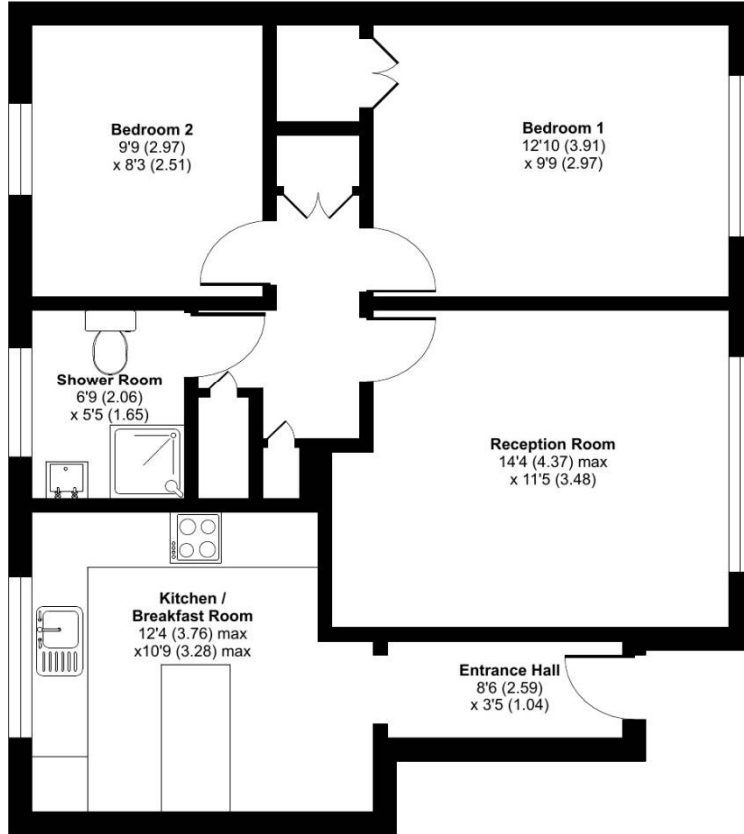 Bedroom 2
9'9 (2.97)
x 8'3 (2.51)
Bedroom 1
12'10 (3.91)
x 9'9 (2.97)
Shower Room
6'9 (2.06)
x 5'5 (1.65)
Reception Room
14'4 (4.37) max
x 11'5 (3.48)
Kitchen /
Breakfast Room
12'4 (3.76) max
x10'9 (3.28) max
Entrance Hall
8'6 (2.59)
x 3'5 (1.04)